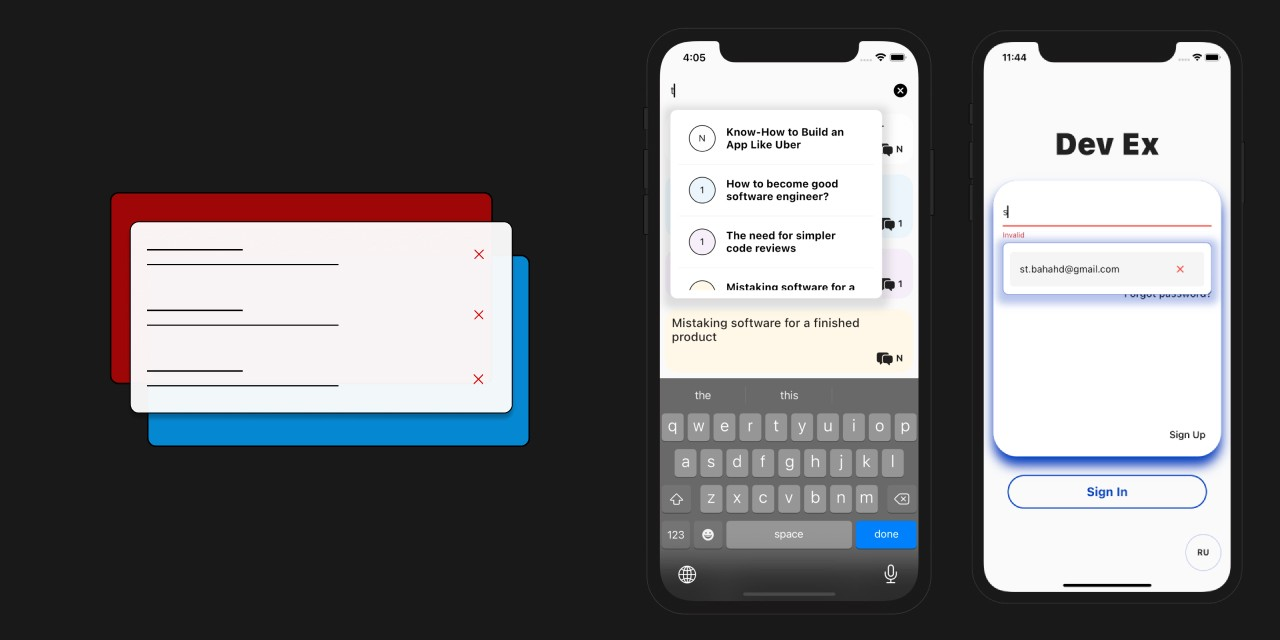 4:05
t
N
Know-How to Build an
App Like Uber
N
1
How to become good
software engineer?
1
1
The need for simpler
code reviews
1
Mistaking software for a
Mistaking software for a finished
product
N
the this
q w e r t y u i o p
a s d f g h j k l
z x c v b n m
123 space done
11:44
Dev Ex
s
Invalid
st.bahahd@gmail.com
Forgot password?
Sign Up
Sign In
RU